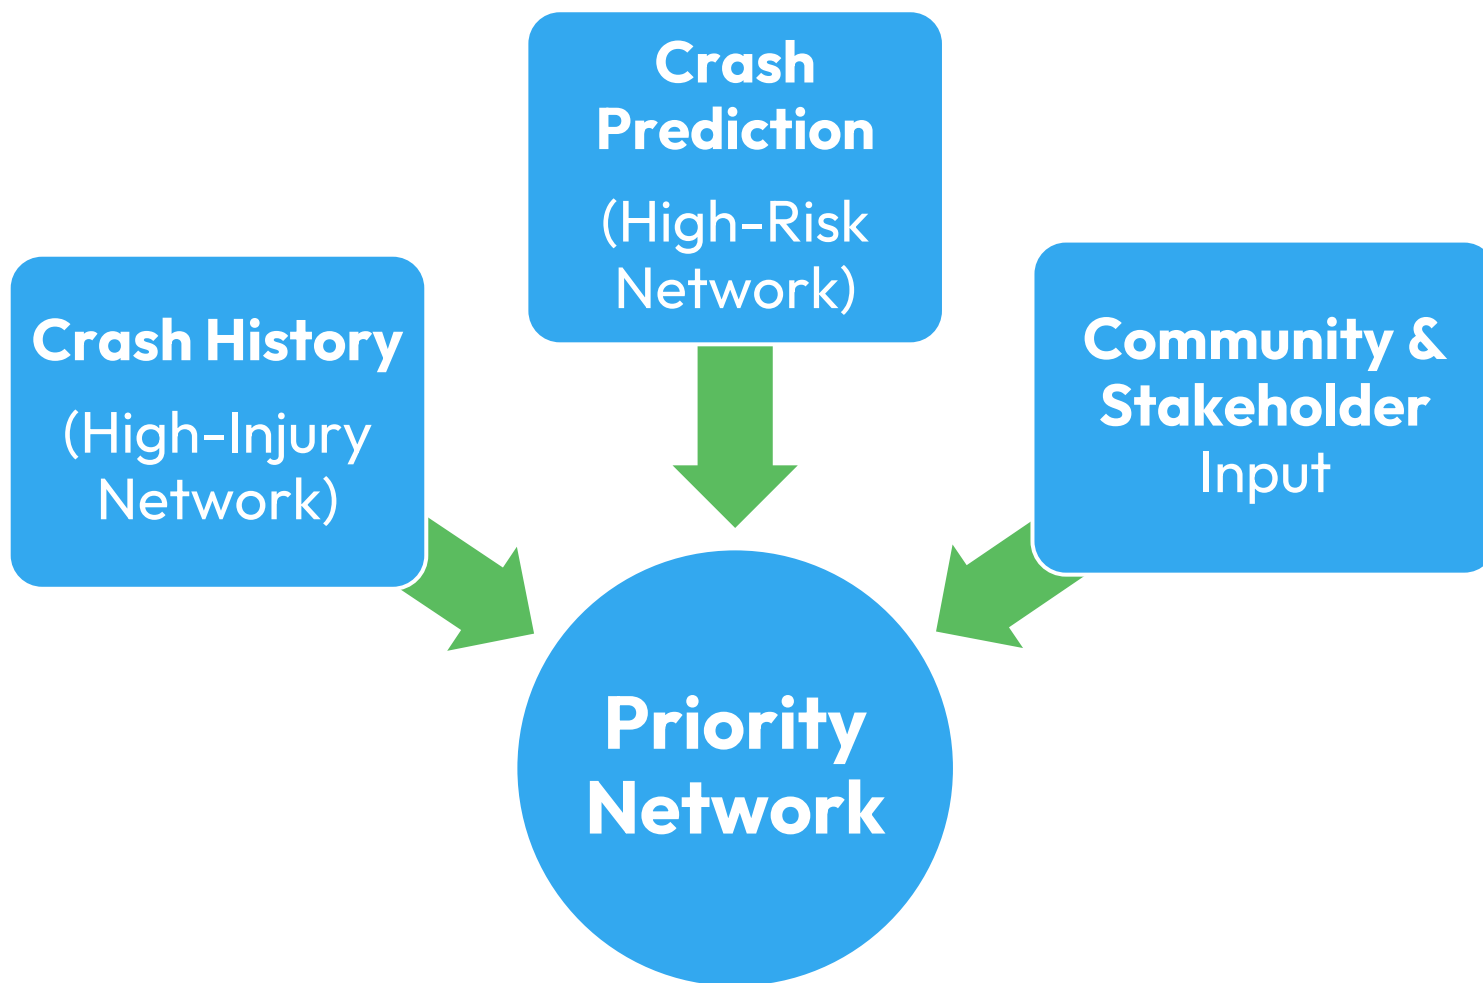 Crash
Prediction
(High-Risk
Network)
Crash History
(High-Injury
Network)
Community &
Stakeholder
Input
Priority
Network